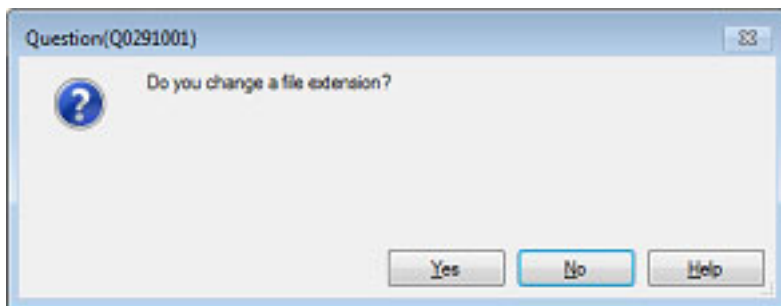 Question(Q0291001)
Do you change a file extension?
Yes No Help